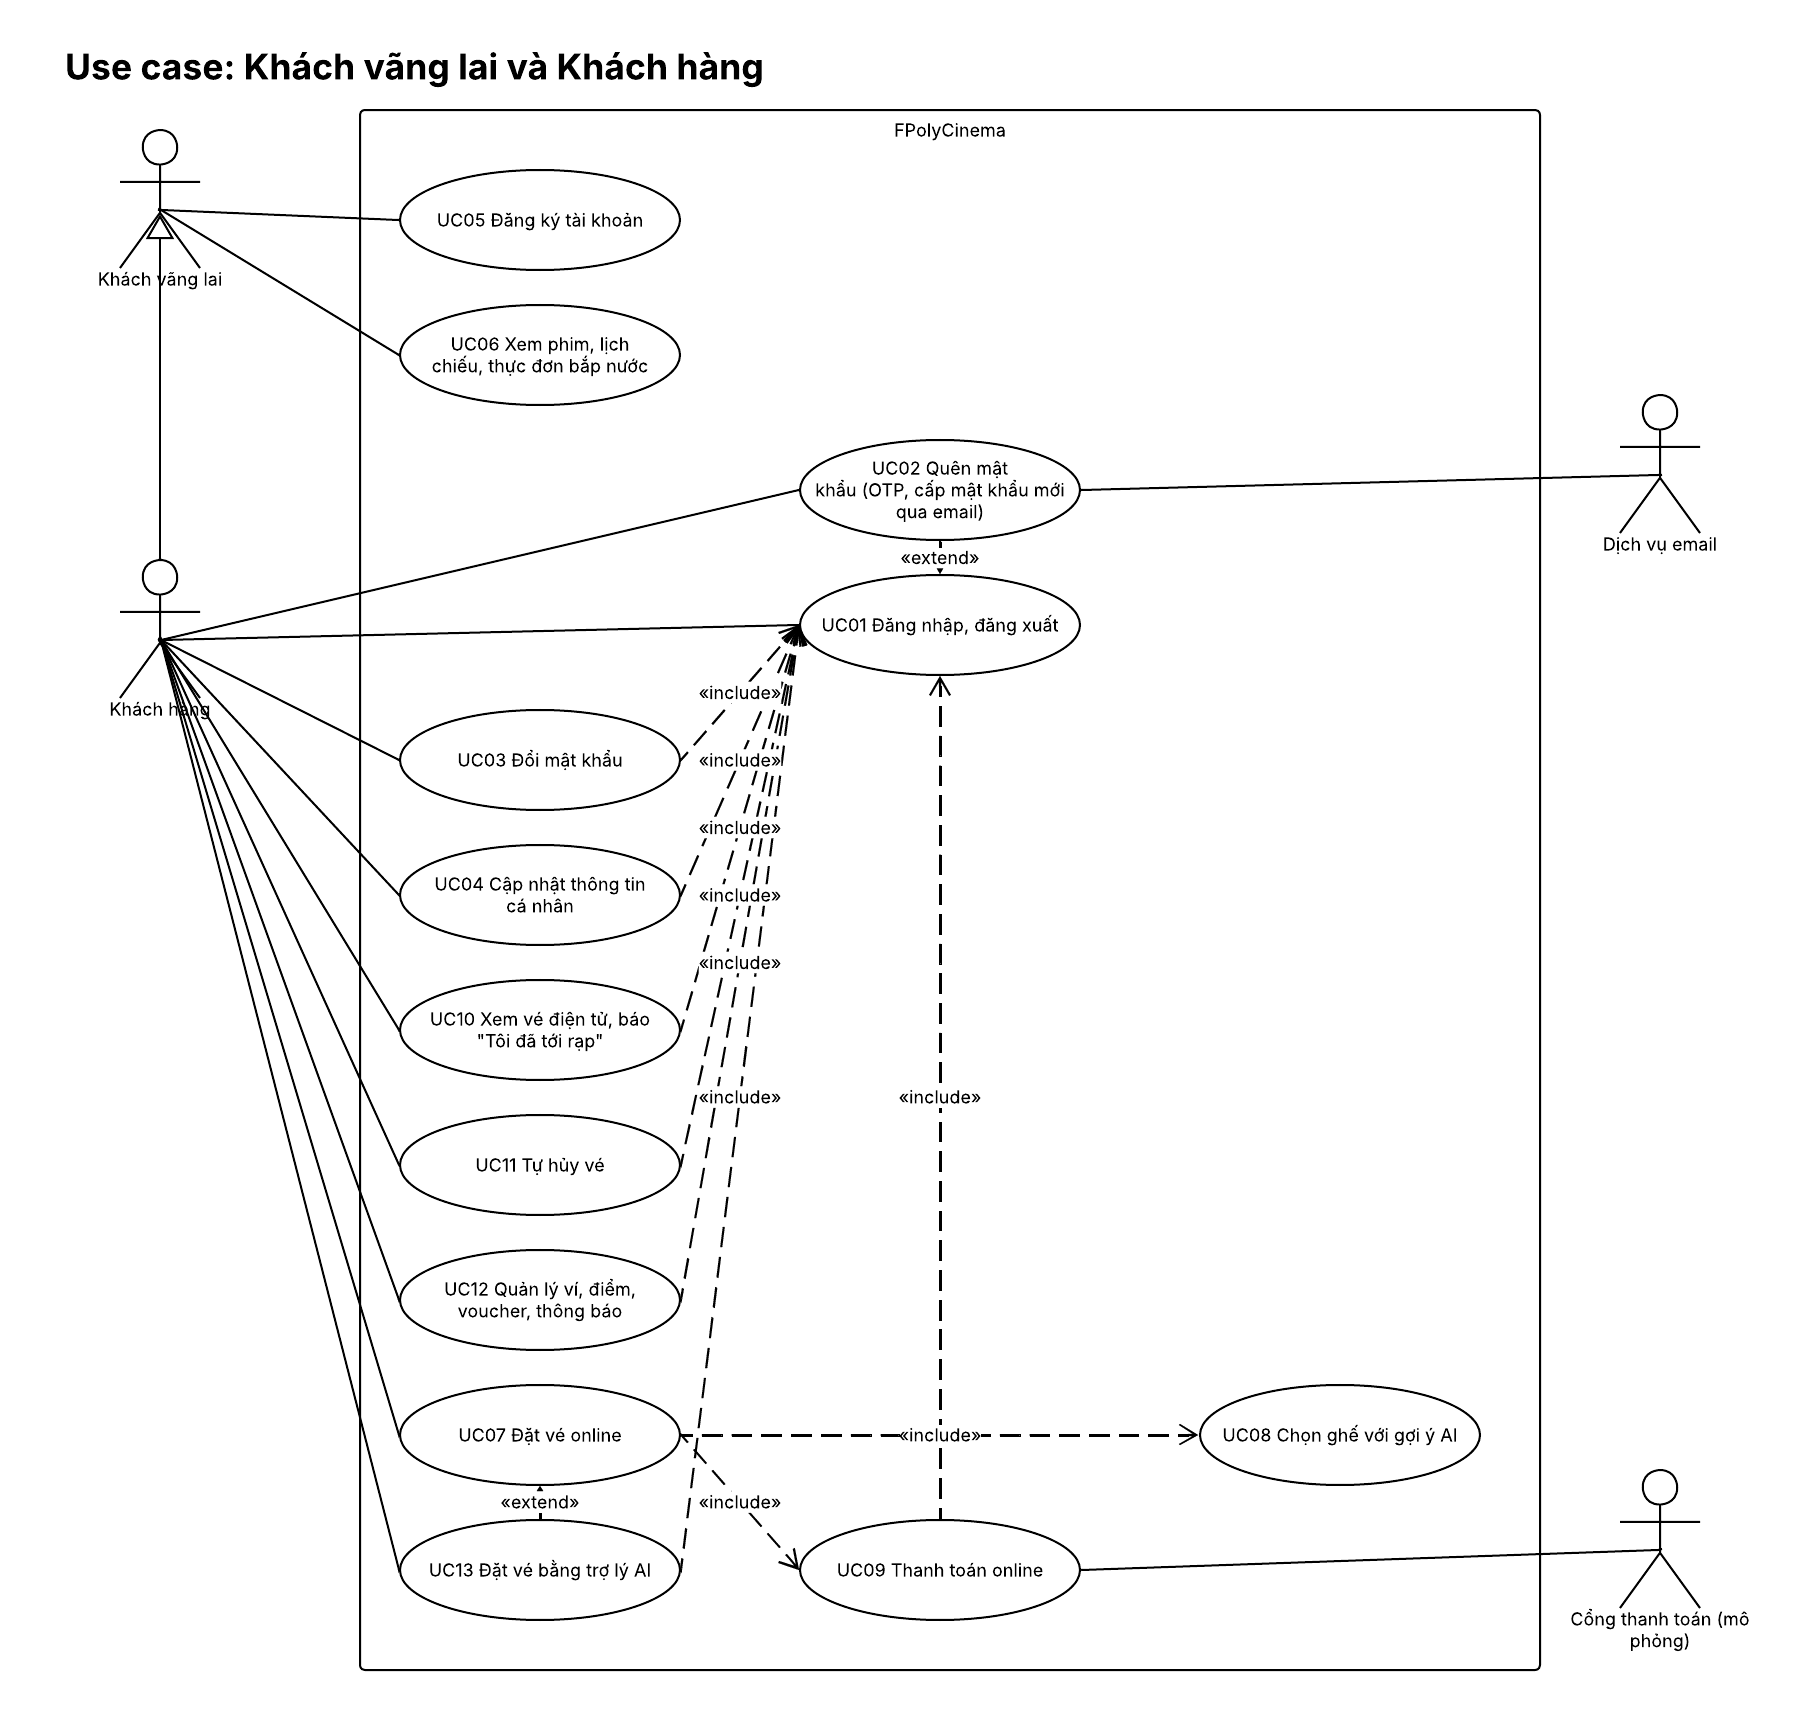 Use case: Khách vãng lai và Khách hàng
FPolyCinema
Khách vãng lai
UC05 Đăng ký tài khoản
UC06 Xem phim, lịch
chiếu, thực đơn bắp nước
UC02 Quên mật
khẩu (OTP, cấp mật khẩu mới
qua email)
Dịch vụ email
«extend»
UC01 Đăng nhập, đăng xuất
Khách hàng
«include»
UC03 Đổi mật khẩu
«include»
«include»
UC04 Cập nhật thông tin
cá nhân
«include»
«include»
UC10 Xem vé điện tử, báo
"Tôi đã tới rạp"
«include»
«include»
UC11 Tự hủy vé
UC12 Quản lý ví, điểm,
voucher, thông báo
UC07 Đặt vé online
«include»
UC08 Chọn ghế với gợi ý AI
«extend»
«include»
UC13 Đặt vé bằng trợ lý AI
UC09 Thanh toán online
Cổng thanh toán (mô
phỏng)